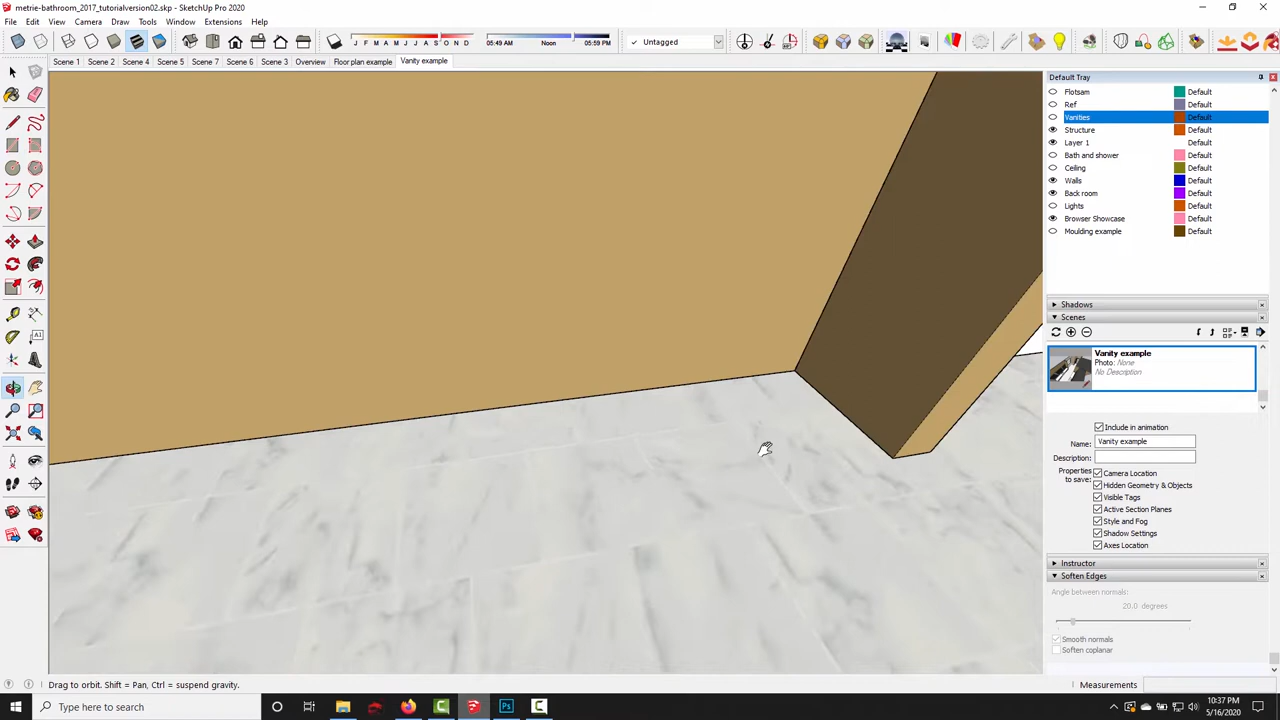 metrie-bathroom_2017_tutorialversion02.skp - SketchUp Pro 2020
File Edit View Camera Draw Tools Window Extensions Help
J F M A M J J A S O N D 05:49 AM Noon 05:59 PM Untagged
Scene 1 Scene 2 Scene 4 Scene 5 Scene 7 Scene 6 Scene 3 Overview Floor plan example Vanity example
Default Tray
Flotsam Default
Ref Default
Vanities Default
Structure Default
Layer 1 Default
Bath and shower Default
Ceiling Default
Walls Default
Back room Default
Lights Default
Browser Showcase Default
Moulding example Default
Shadows
Scenes
Vanity example
Photo: None
No Description
Include in animation
Name: Vanity example
Description:
Properties to save:
Camera Location
Hidden Geometry & Objects
Visible Tags
Active Section Planes
Style and Fog
Shadow Settings
Axes Location
Instructor
Soften Edges
Angle between normals:
20.0 degrees
Smooth normals
Soften coplanar
Drag to orbit. Shift = Pan, Ctrl = suspend gravity.
Measurements
Type here to search
10:37 PM
5/16/2020